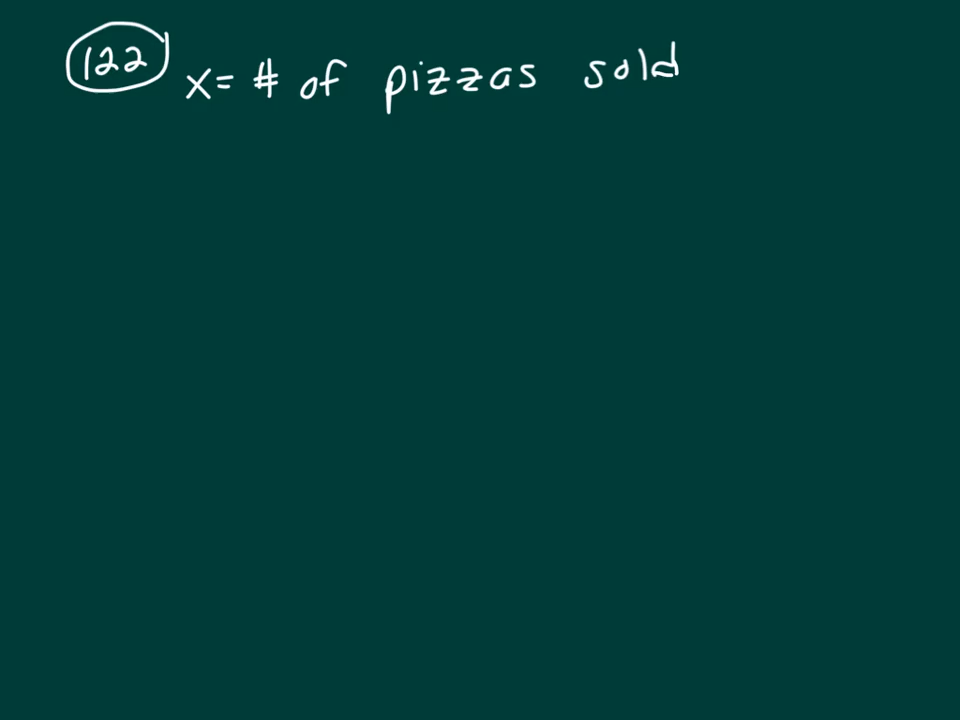 122 x = # of pizzas sold